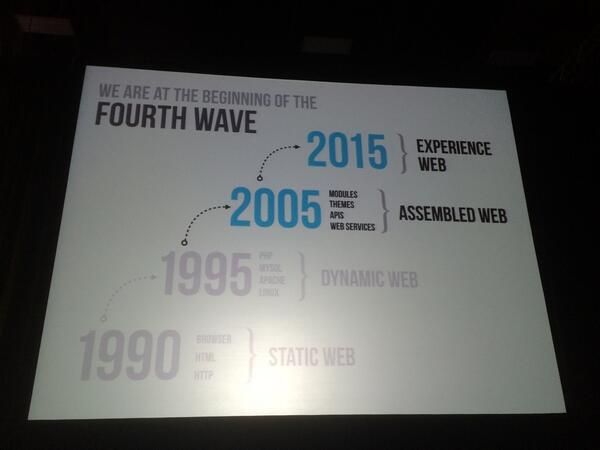 WE ARE AT THE BEGINNING OF THE
FOURTH WAVE
2015
EXPERIENCE
WEB
2005
MODULES
THEMES
APIS
WEB SERVICES
ASSEMBLED WEB
1995
PHP
MYSQL
APACHE
LINUX
DYNAMIC WEB
1990
BROWSER
HTML
HTTP
STATIC WEB